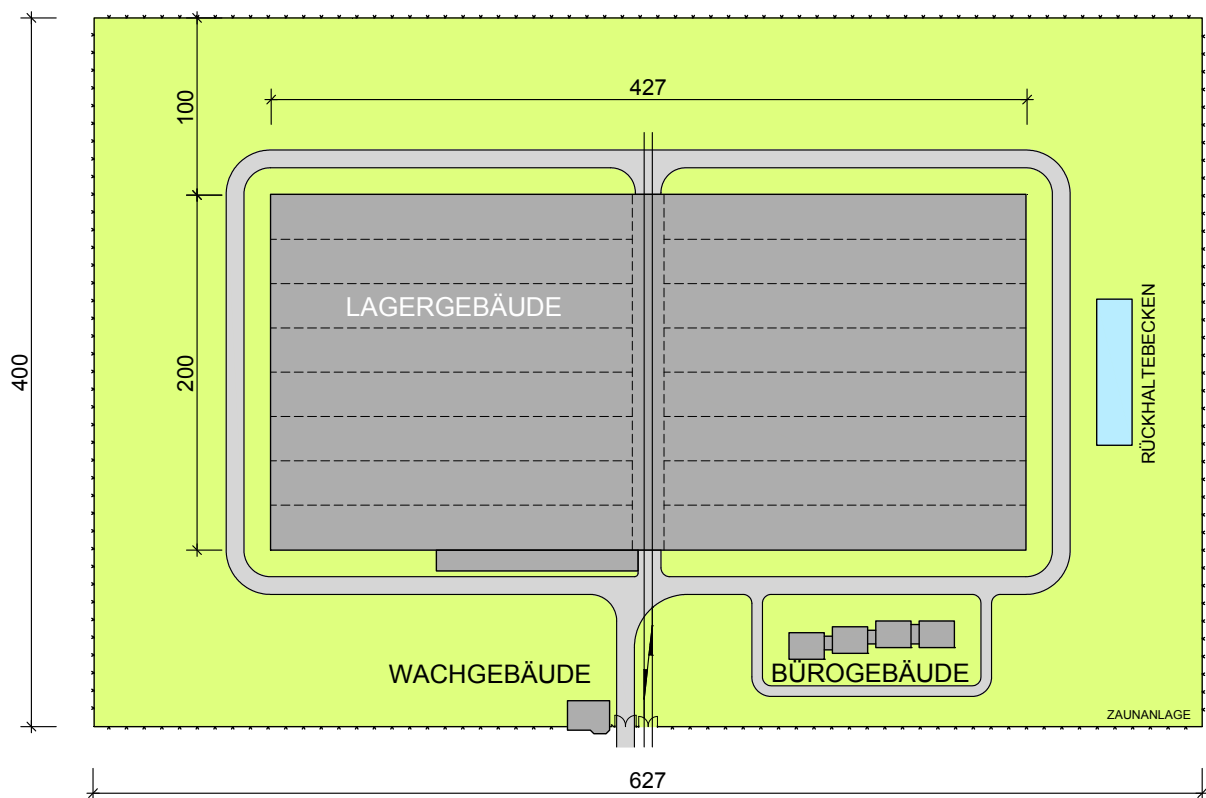 427
100
LAGERGEBÄUDE
RÜCKHALTEBECKEN
400
200
WACHGEBÄUDE
BÜROGEBÄUDE
ZAUNANLAGE
627